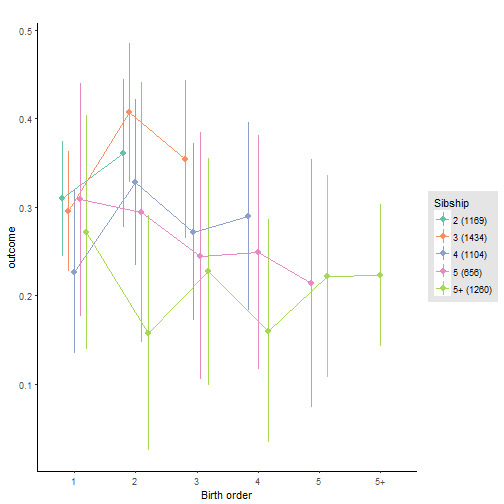 0.5
0.4
0.3
0.2
0.1
outcome
1 2 3 4 5 5+
Birth order
Sibship
2 (1169)
3 (1434)
4 (1104)
5 (656)
5+ (1260)